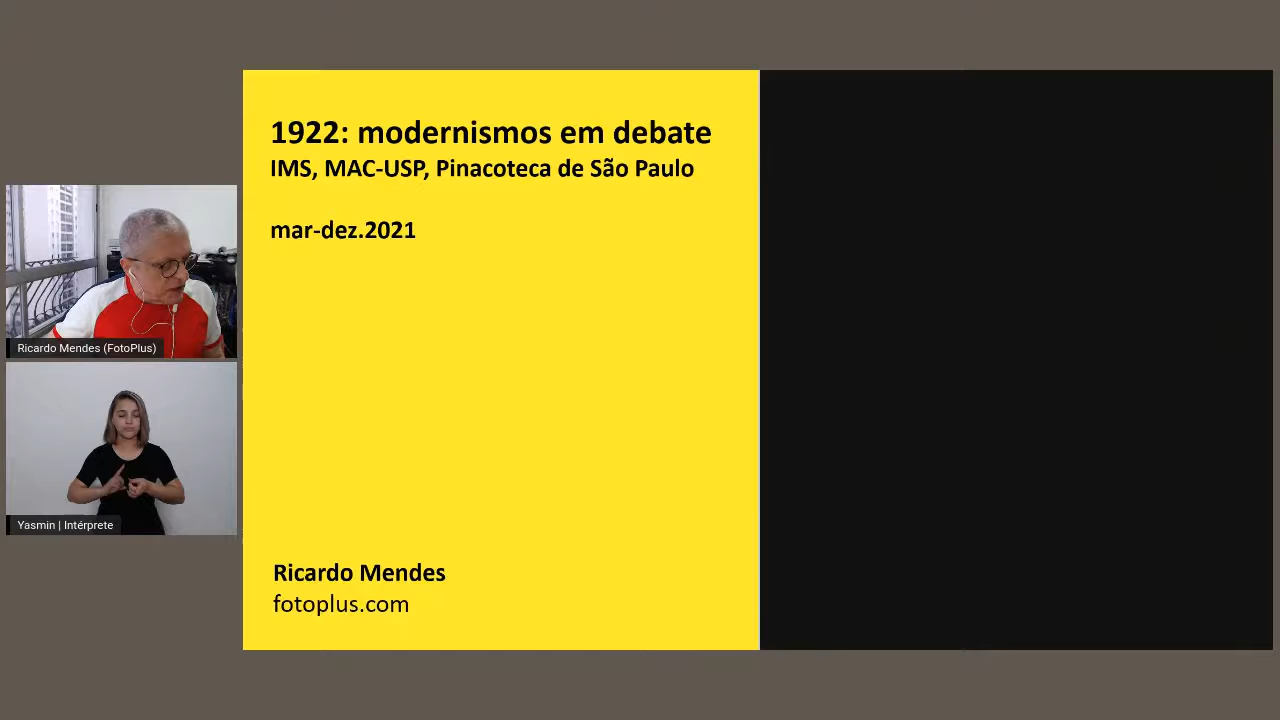 1922: modernismos em debate
IMS, MAC-USP, Pinacoteca de São Paulo
mar-dez.2021
Ricardo Mendes (FotoPlus)
Yasmin | Intérprete
Ricardo Mendes
fotoplus.com